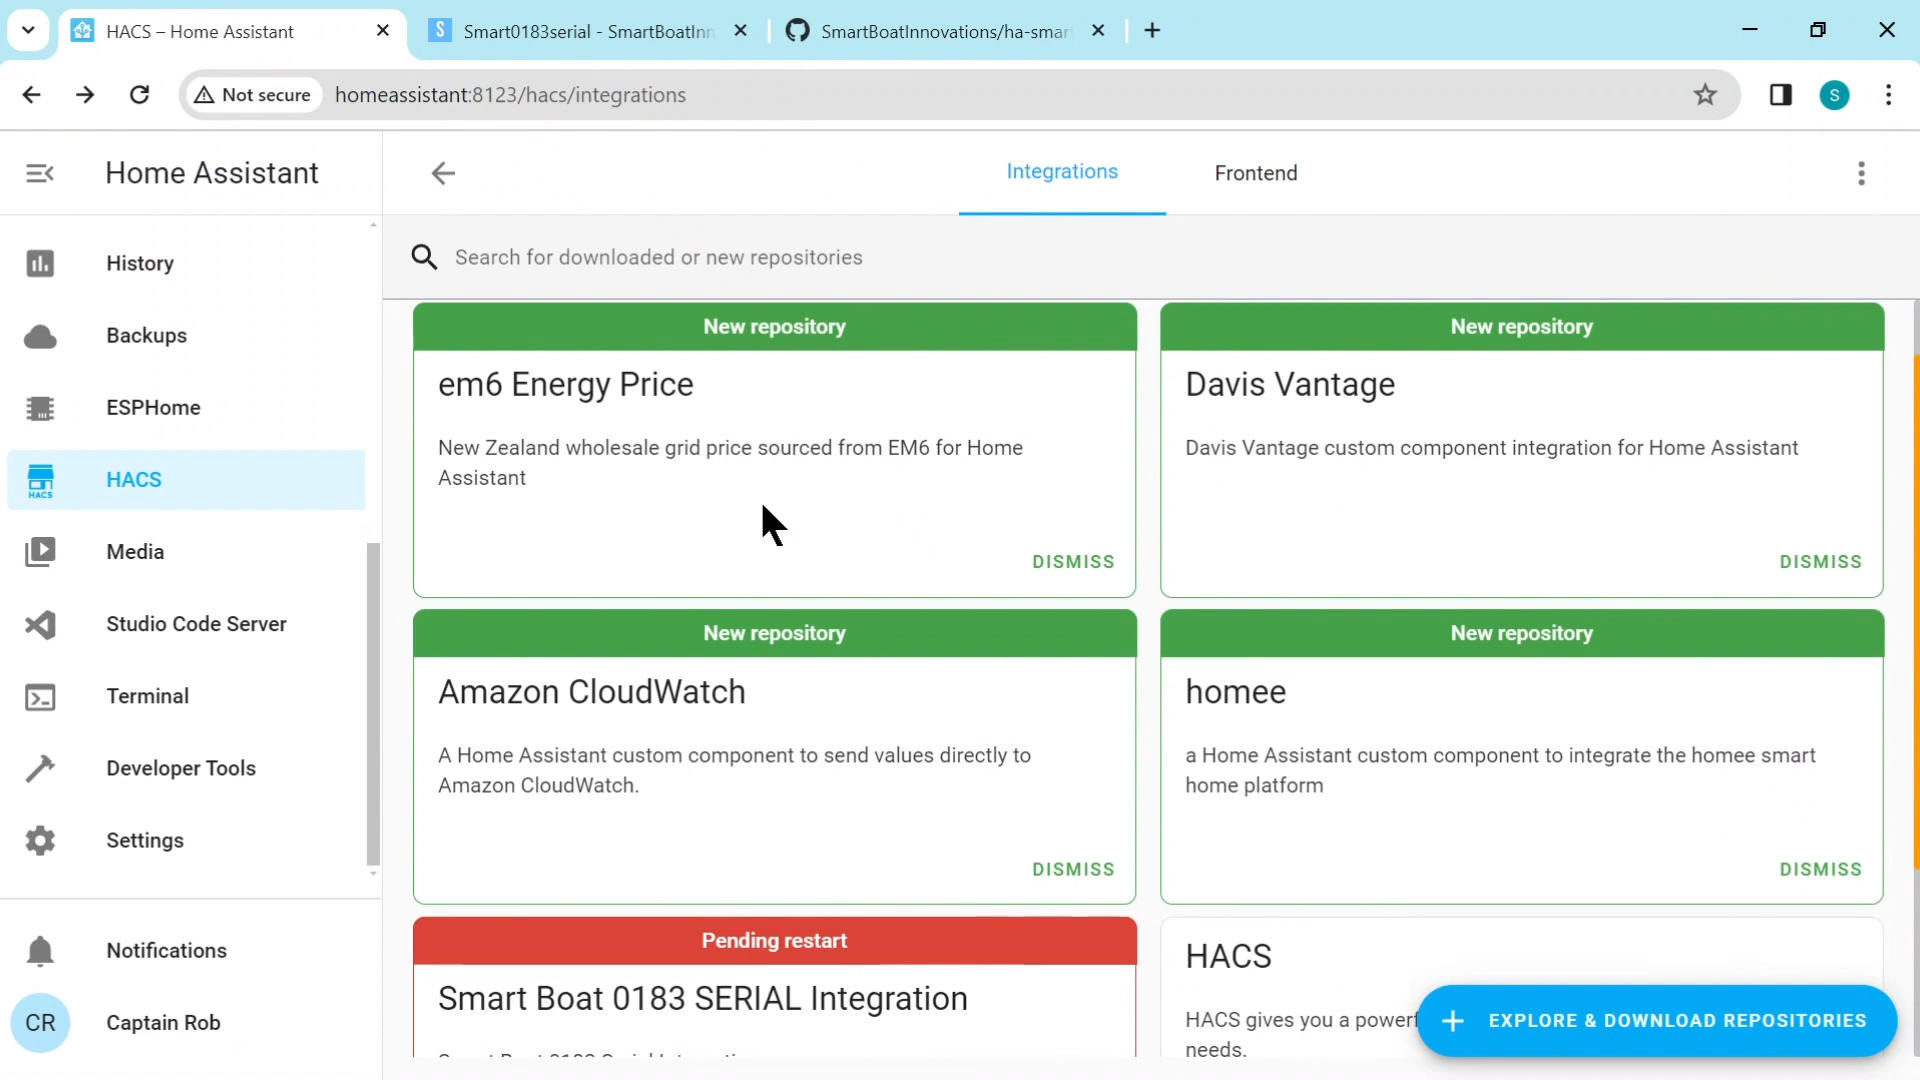 HACS – Home Assistant
Smart0183serial - SmartBoatInn
SmartBoatInnovations/ha-smar
Not secure
homeassistant:8123/hacs/integrations
S
Home Assistant
Integrations
Frontend
Search for downloaded or new repositories
History
Backups
ESPHome
HACS
HACS
Media
Studio Code Server
Terminal
Developer Tools
Settings
Notifications
CR
Captain Rob
New repository
em6 Energy Price
New Zealand wholesale grid price sourced from EM6 for Home
Assistant
DISMISS
New repository
Davis Vantage
Davis Vantage custom component integration for Home Assistant
DISMISS
New repository
Amazon CloudWatch
A Home Assistant custom component to send values directly to
Amazon CloudWatch.
DISMISS
New repository
homee
a Home Assistant custom component to integrate the homee smart
home platform
DISMISS
Pending restart
Smart Boat 0183 SERIAL Integration
HACS
HACS gives you a powerf
needs.
EXPLORE & DOWNLOAD REPOSITORIES